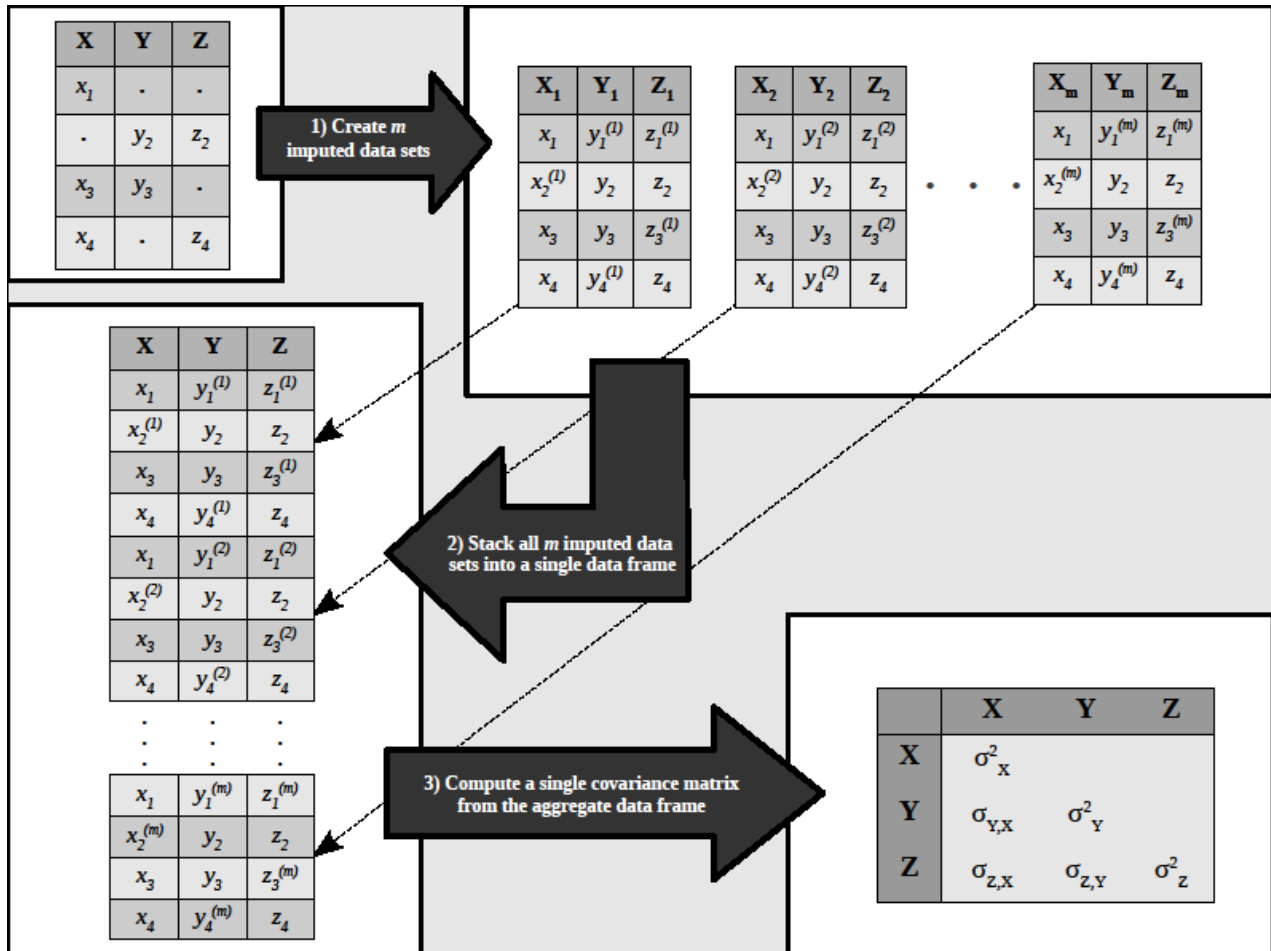 X Y Z
x₁ . .
. y₂ z₂
x₃ y₃ .
x₄ . z₄
1) Create m
imputed data sets
X₁ Y₁ Z₁
x₁ y₁⁽¹⁾ z₁⁽¹⁾
x₂⁽¹⁾ y₂ z₂
x₃ y₃ z₃⁽¹⁾
x₄ y₄⁽¹⁾ z₄
X₂ Y₂ Z₂
x₁ y₁⁽²⁾ z₁⁽²⁾
x₂⁽²⁾ y₂ z₂
x₃ y₃ z₃⁽²⁾
x₄ y₄⁽²⁾ z₄
. . .
Xₘ Yₘ Zₘ
x₁ y₁⁽ᵐ⁾ z₁⁽ᵐ⁾
x₂⁽ᵐ⁾ y₂ z₂
x₃ y₃ z₃⁽ᵐ⁾
x₄ y₄⁽ᵐ⁾ z₄
2) Stack all m imputed data
sets into a single data frame
X Y Z
x₁ y₁⁽¹⁾ z₁⁽¹⁾
x₂⁽¹⁾ y₂ z₂
x₃ y₃ z₃⁽¹⁾
x₄ y₄⁽¹⁾ z₄
x₁ y₁⁽²⁾ z₁⁽²⁾
x₂⁽²⁾ y₂ z₂
x₃ y₃ z₃⁽²⁾
x₄ y₄⁽²⁾ z₄
. . .
. . .
. . .
x₁ y₁⁽ᵐ⁾ z₁⁽ᵐ⁾
x₂⁽ᵐ⁾ y₂ z₂
x₃ y₃ z₃⁽ᵐ⁾
x₄ y₄⁽ᵐ⁾ z₄
3) Compute a single covariance matrix
from the aggregate data frame
X Y Z
X σ²_X
Y σ_Y,X σ²_Y
Z σ_Z,X σ_Z,Y σ²_Z